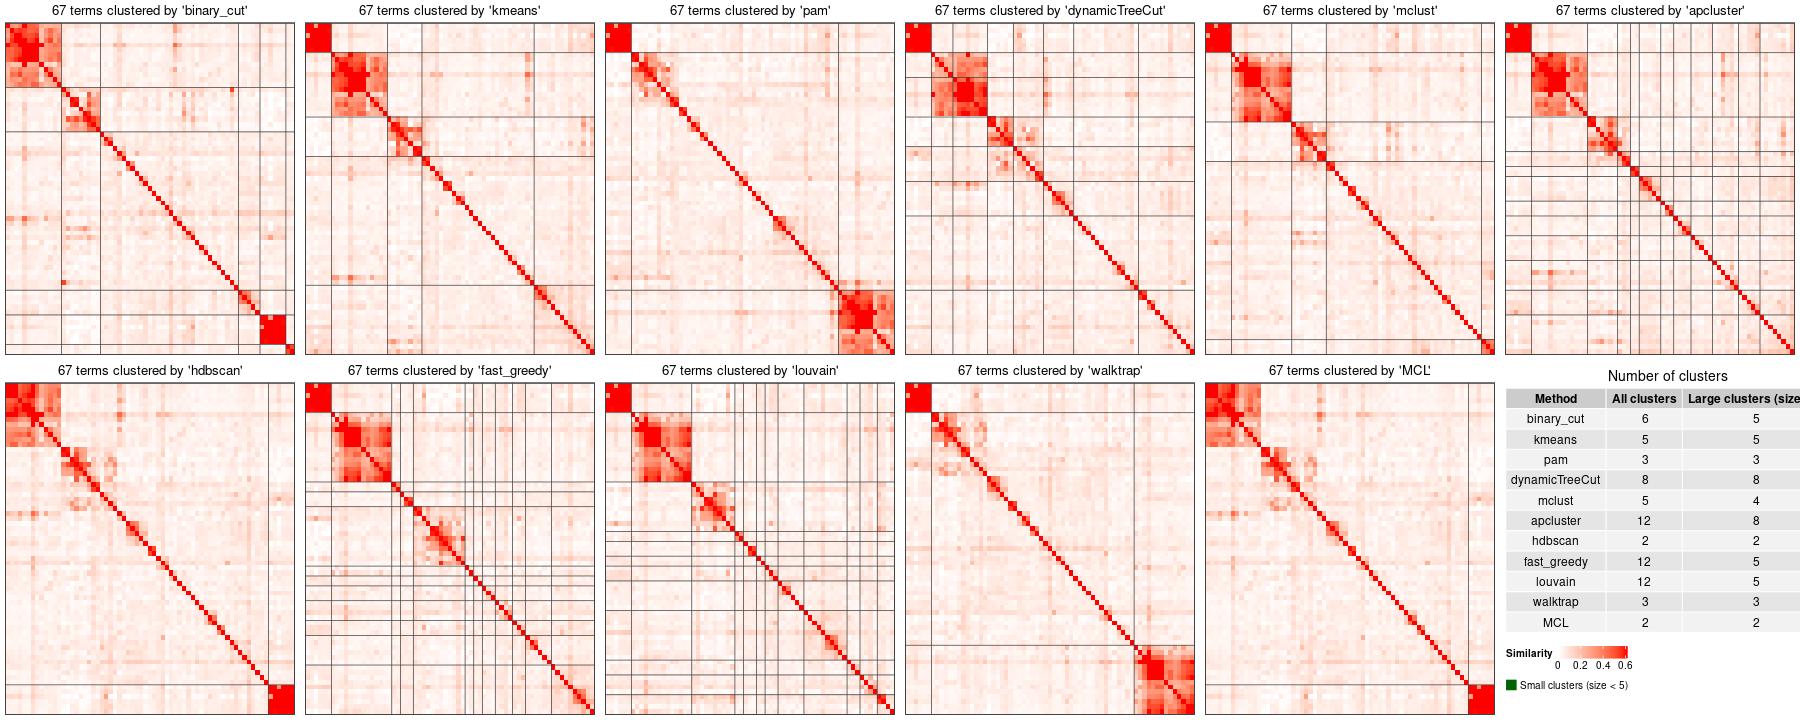 67 terms clustered by 'binary_cut'
67 terms clustered by 'kmeans'
67 terms clustered by 'pam'
67 terms clustered by 'dynamicTreeCut'
67 terms clustered by 'mclust'
67 terms clustered by 'apcluster'
67 terms clustered by 'hdbscan'
67 terms clustered by 'fast_greedy'
67 terms clustered by 'louvain'
67 terms clustered by 'walktrap'
67 terms clustered by 'MCL'
Number of clusters
Method All clusters Large clusters (size
binary_cut 6 5
kmeans 5 5
pam 3 3
dynamicTreeCut 8 8
mclust 5 4
apcluster 12 8
hdbscan 2 2
fast_greedy 12 5
louvain 12 5
walktrap 3 3
MCL 2 2
Similarity
0 0.2 0.4 0.6
Small clusters (size < 5)